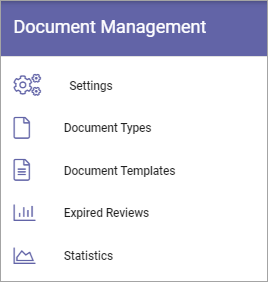 Document Management
Settings
Document Types
Document Templates
Expired Reviews
Statistics